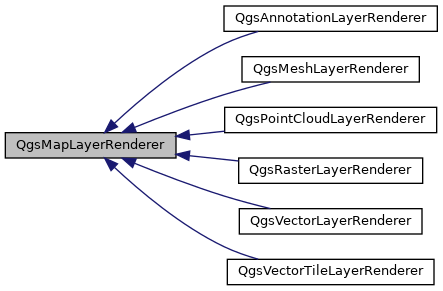 QgsAnnotationLayerRenderer
QgsMeshLayerRenderer
QgsPointCloudLayerRenderer
QgsMapLayerRenderer
QgsRasterLayerRenderer
QgsVectorLayerRenderer
QgsVectorTileLayerRenderer